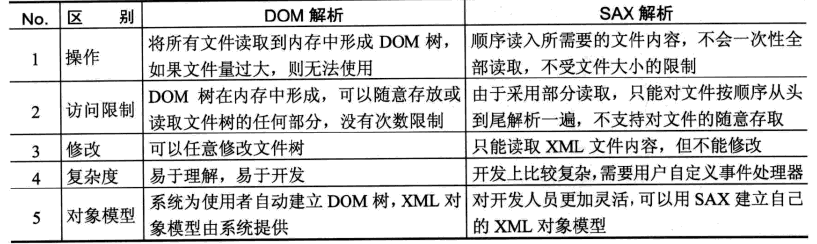 No. 区 别 DOM 解析 SAX 解析
1 操作 将所有文件读取到内存中形成 DOM 树，如果文件量过大，则无法使用 顺序读入所需要的文件内容，不会一次性全部读取，不受文件大小的限制
2 访问限制 DOM 树在内存中形成，可以随意存放或读取文件树的任何部分，没有次数限制 由于采用部分读取，只能对文件按顺序从头到尾解析一遍，不支持对文件的随意存取
3 修改 可以任意修改文件树 只能读取 XML 文件内容，但不能修改
4 复杂度 易于理解，易于开发 开发上比较复杂，需要用户自定义事件处理器
5 对象模型 系统为使用者自动建立 DOM 树，XML 对象模型由系统提供 对开发人员更加灵活，可以用 SAX 建立自己的 XML 对象模型